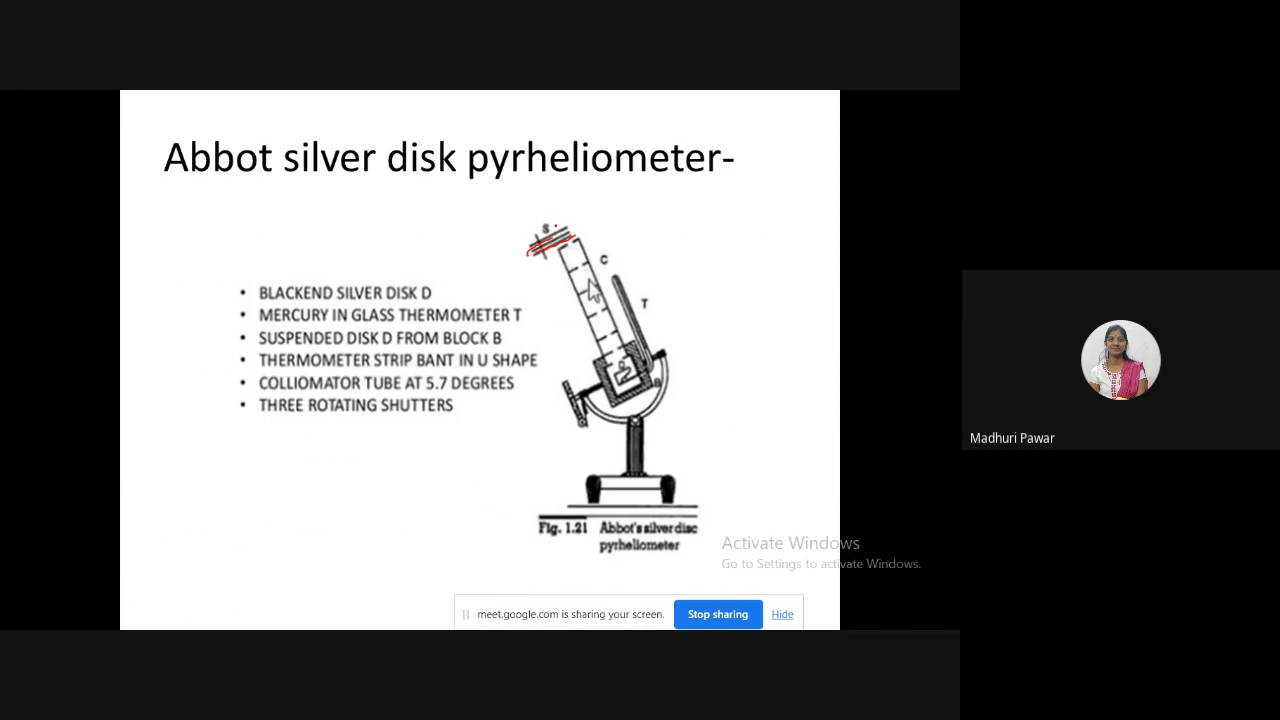 Abbot silver disk pyrheliometer-
• BLACKEND SILVER DISK D
• MERCURY IN GLASS THERMOMETER T
• SUSPENDED DISK D FROM BLOCK B
• THERMOMETER STRIP BANT IN U SHAPE
• COLLIOMATOR TUBE AT 5.7 DEGREES
• THREE ROTATING SHUTTERS
S
C
T
B
Fig. 1.21 Abbot's silver disc
pyrheliometer
Activate Windows
Go to Settings to activate Windows.
meet.google.com is sharing your screen.
Stop sharing
Hide
Madhuri Pawar